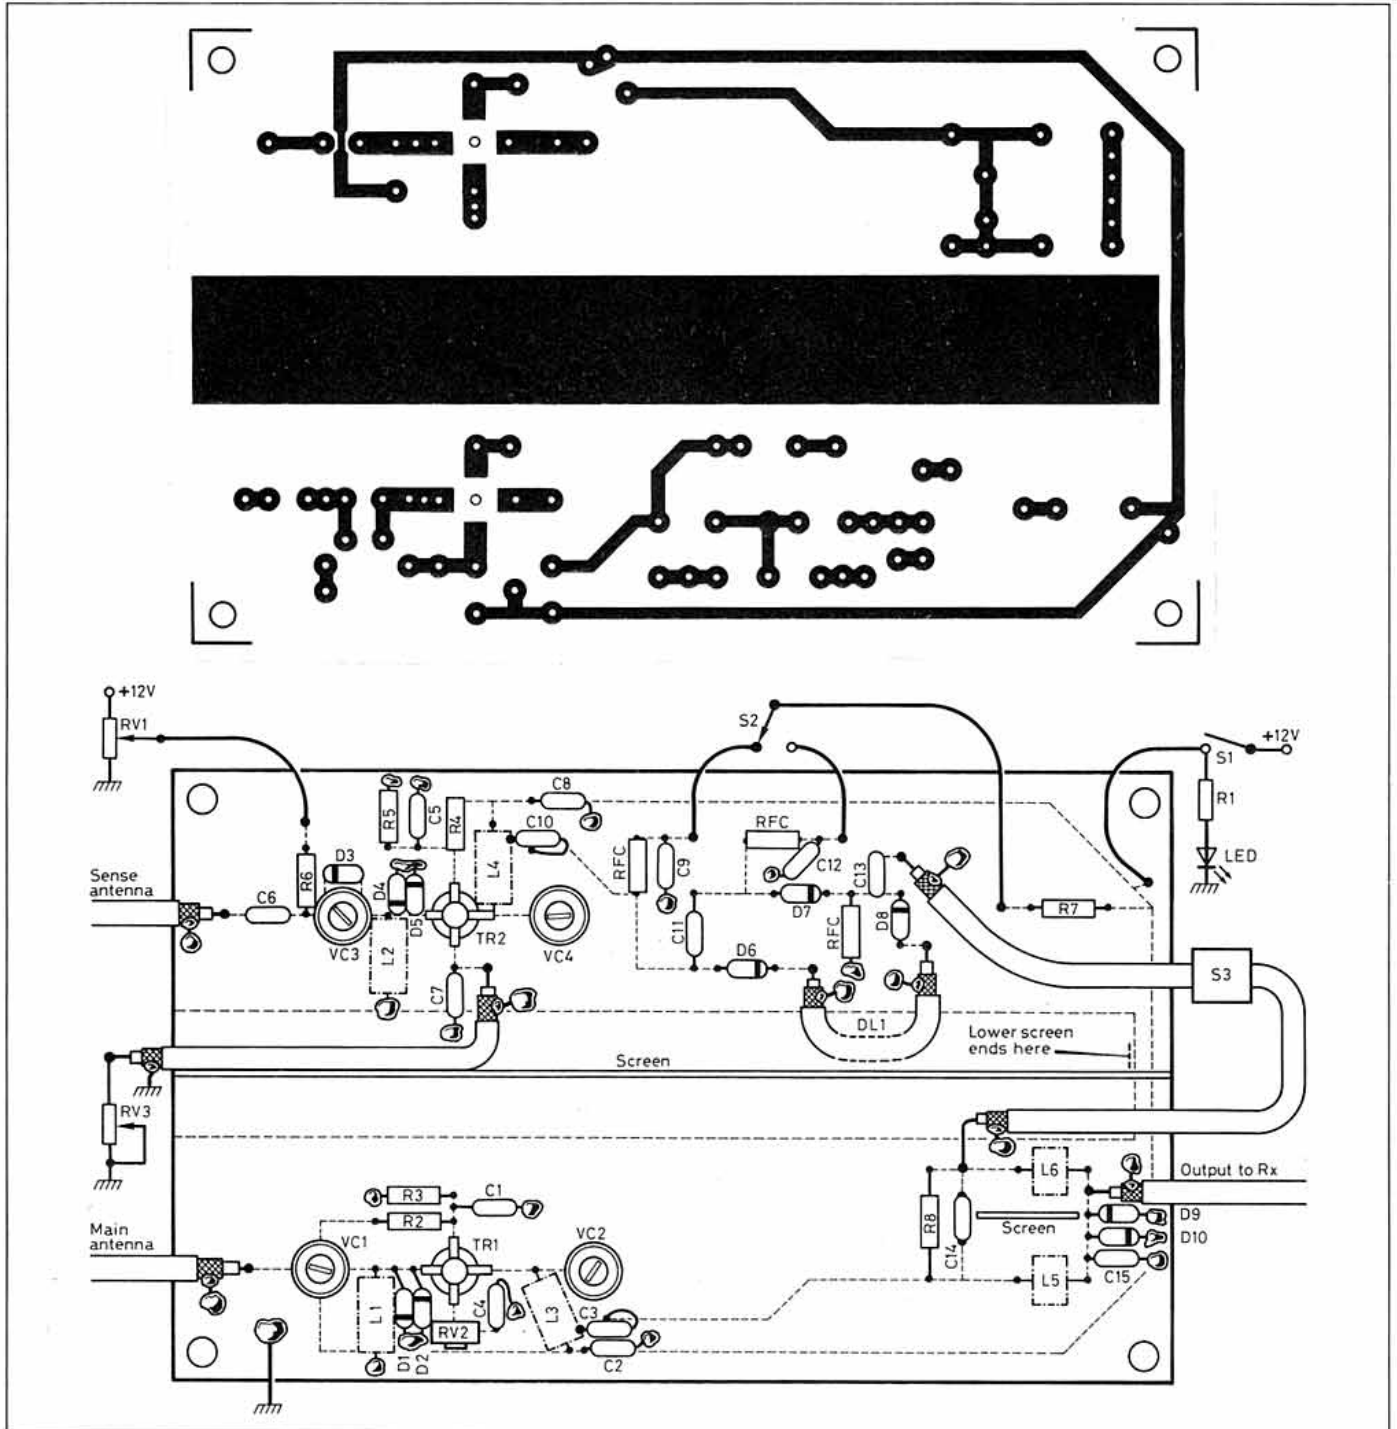 +12V
RV1
S2
+12V
S1
R1
LED
C8
R5
C5
R4
C10
L4
RFC
C9
RFC
C12
C13
Sense
antenna
C6
R6
D3
D4
D5
VC3
L2
TR2
VC4
C11
D7
RFC
D8
R7
C7
D6
S3
DL1
Lower screen
ends here
Screen
RV3
L6
Output to Rx
R3
C1
R2
R8
C14
Screen
D9
D10
Main
antenna
VC1
TR1
VC2
L5
C15
L1
D1
D2
C4
RV2
L3
C3
C2